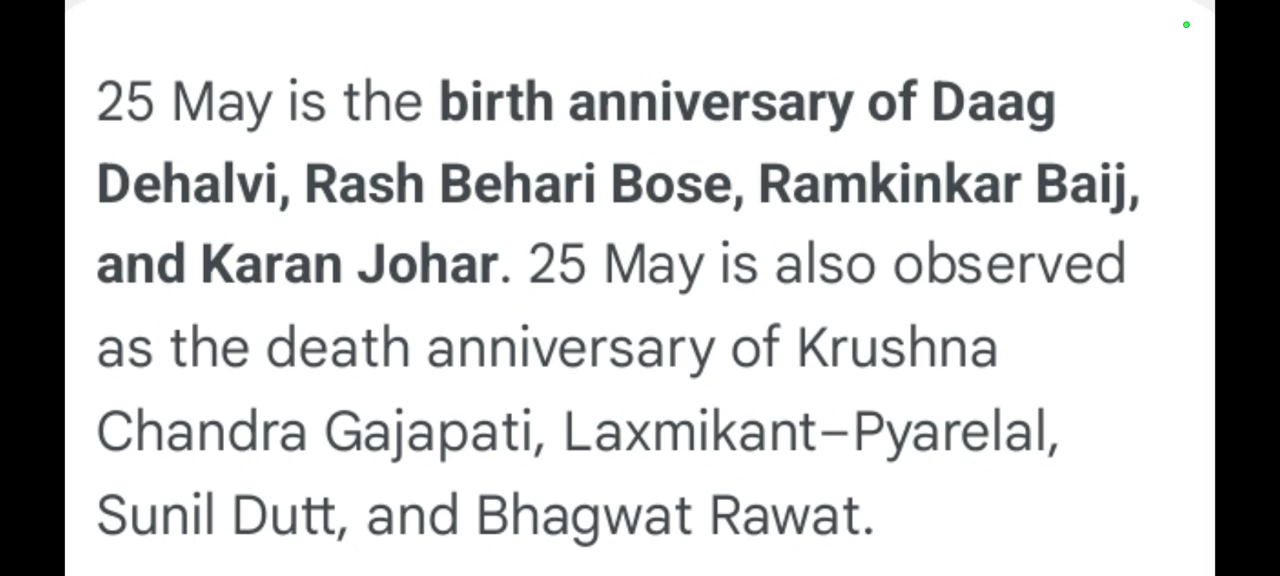 25 May is the birth anniversary of Daag
Dehalvi, Rash Behari Bose, Ramkinkar Baij,
and Karan Johar. 25 May is also observed
as the death anniversary of Krushna
Chandra Gajapati, Laxmikant–Pyarelal,
Sunil Dutt, and Bhagwat Rawat.